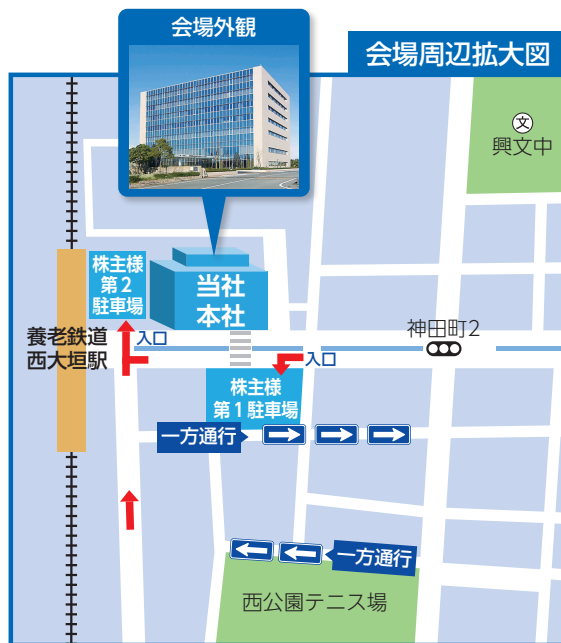 会場外観
会場周辺拡大図
文
興文中
株主様
第2
駐車場
当社
本社
養老鉄道
西大垣駅
入口
神田町2
入口
株主様
第1駐車場
一方通行
一方通行
西公園テニス場